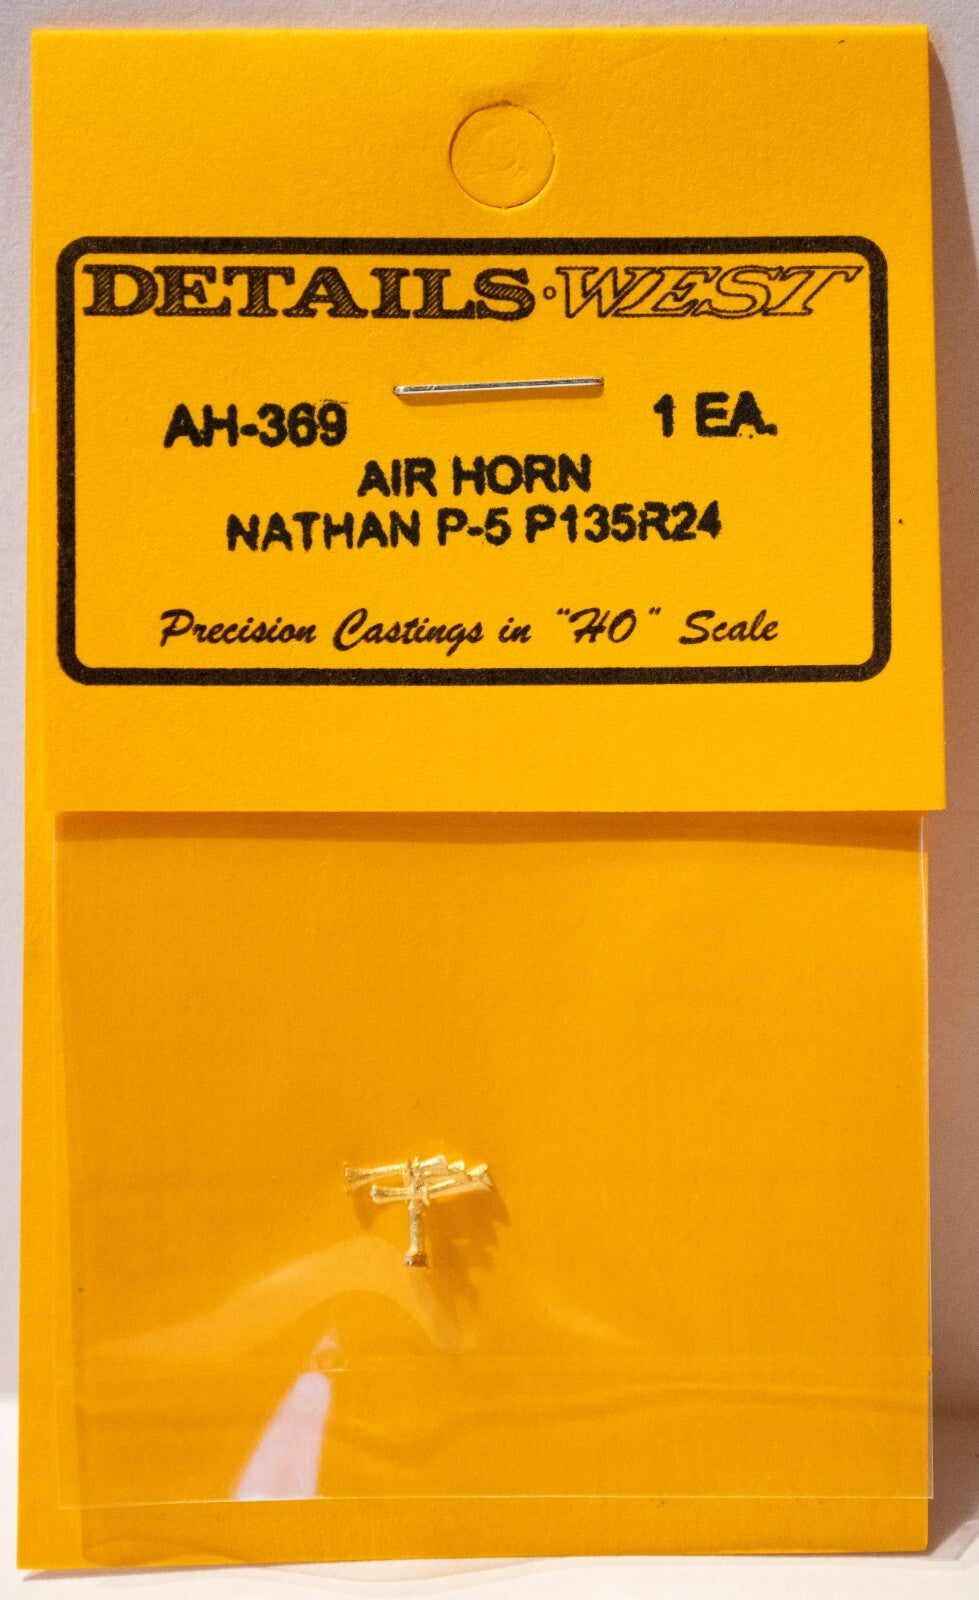 DETAILS·WEST
AH-369 1 EA.
AIR HORN
NATHAN P-5 P135R24
Precision Castings in "HO" Scale